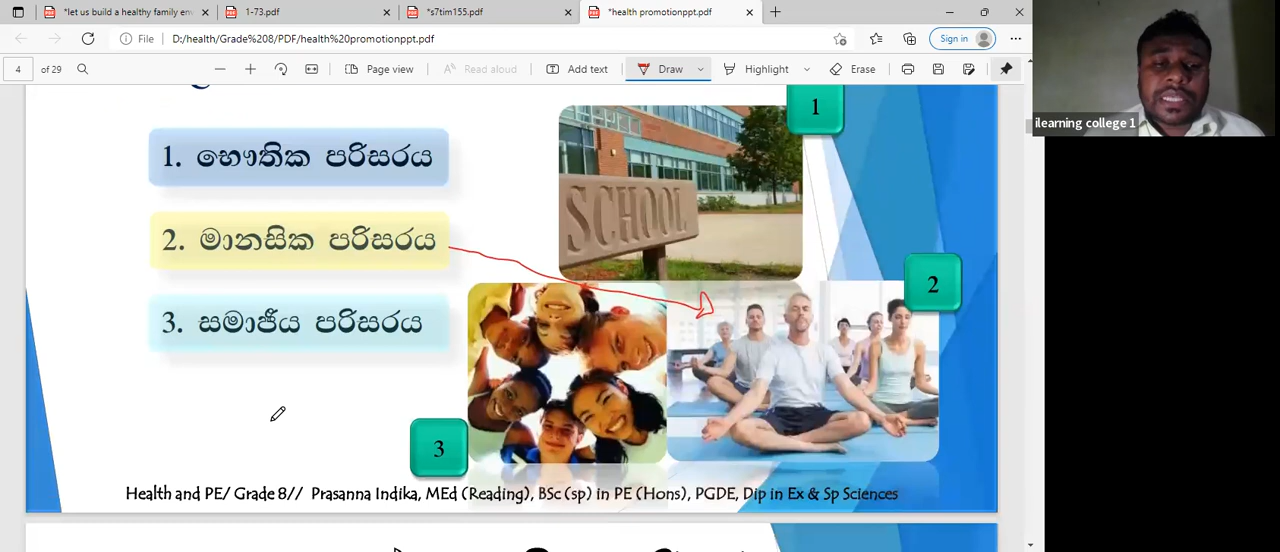 *let us build a healthy family env
1-73.pdf
*s7tim155.pdf
*health promotionppt.pdf
File
D:/health/Grade%208/PDF/health%20promotionppt.pdf
Sign in
4 of 29
Page view
Read aloud
Add text
Draw
Highlight
Erase
ilearning college 1
1
1. භෞතික පරිසරය
SCHOOL
2. මානසික පරිසරය
2
3. සමාජීය පරිසරය
3
Health and PE/ Grade 8// Prasanna Indika, MEd (Reading), BSc (sp) in PE (Hons), PGDE, Dip in Ex & Sp Sciences